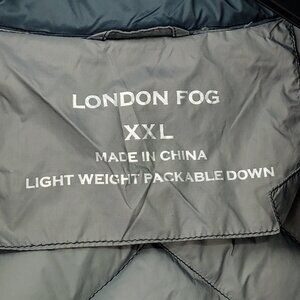 LONDON FOG
XXL
MADE IN CHINA
LIGHT WEIGHT PACKABLE DOWN